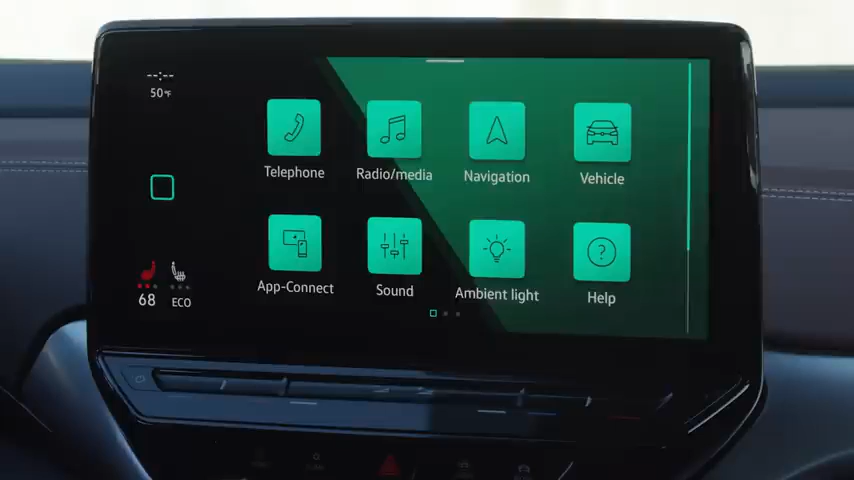 --:--
50°F
Telephone
Radio/media
Navigation
Vehicle
App-Connect
Sound
Ambient light
Help
68
ECO